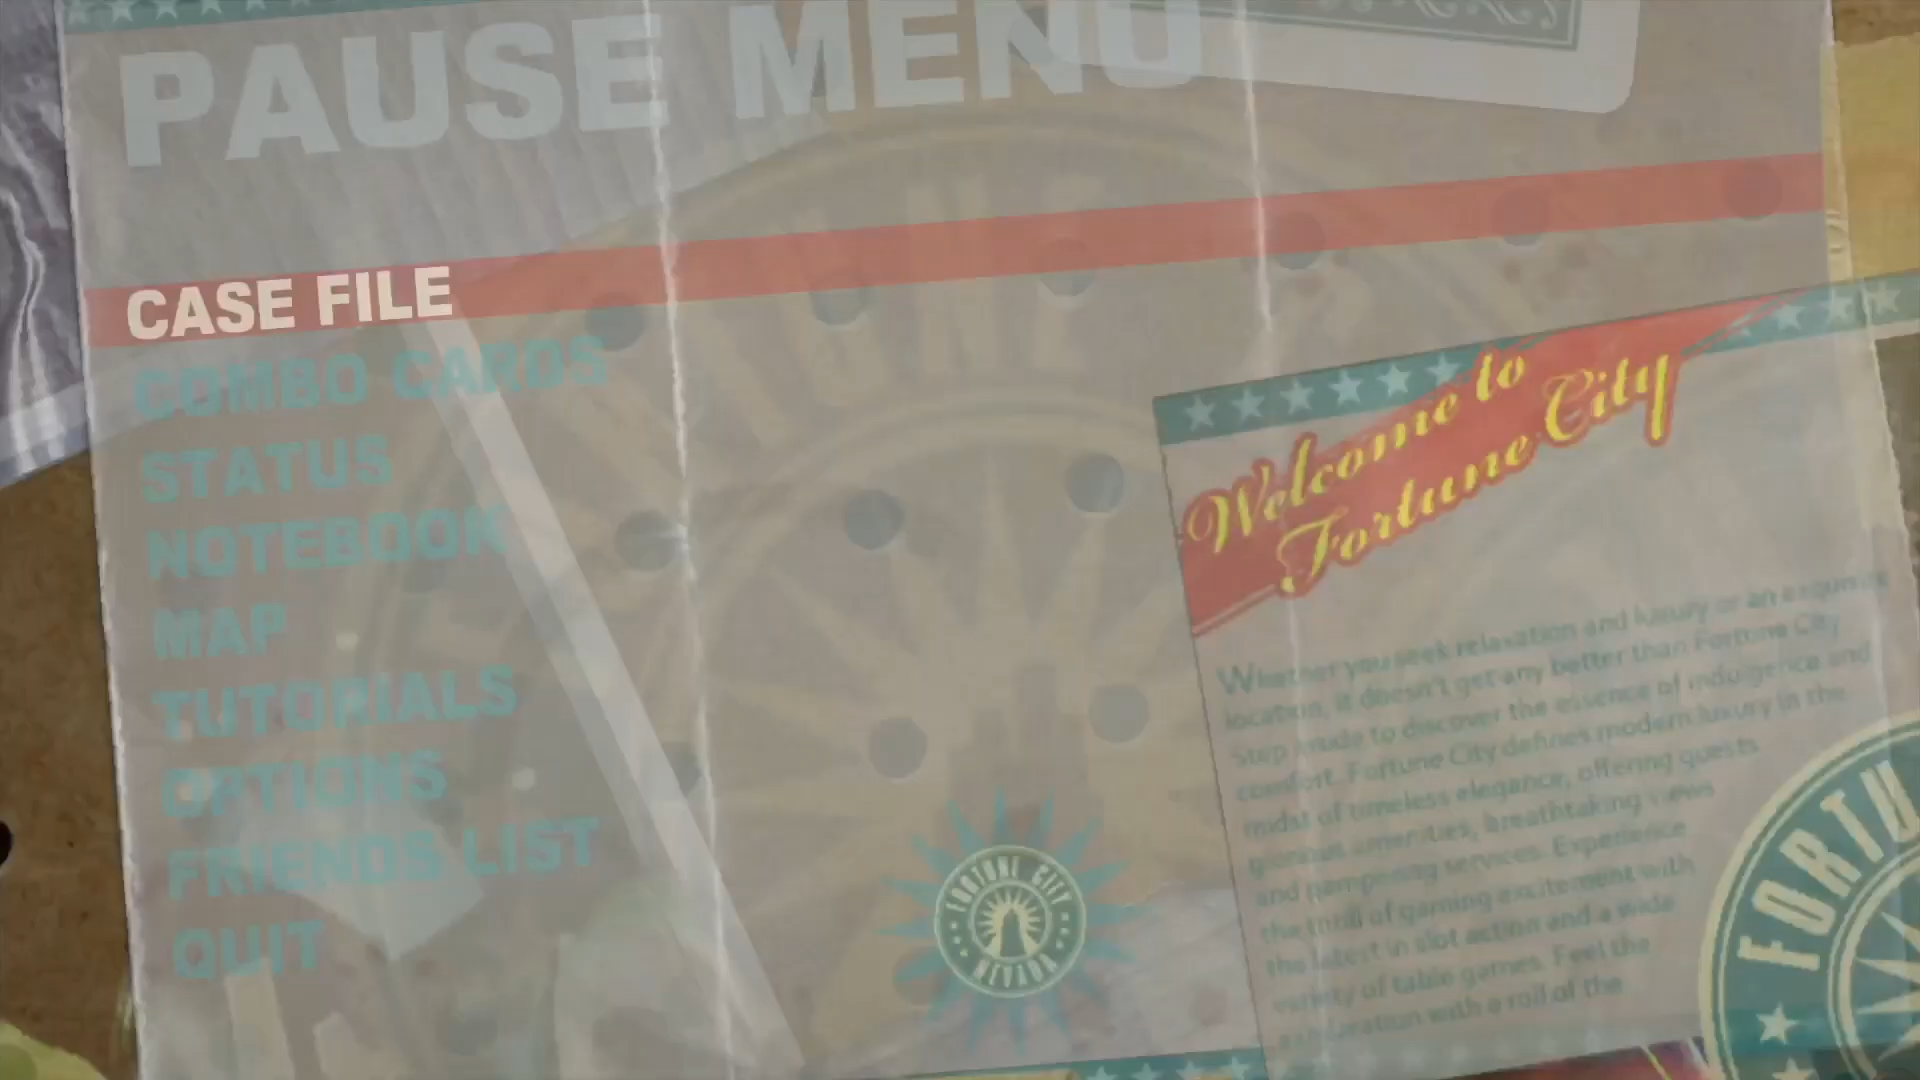 PAUSE MENU
CASE FILE
COMBO CARDS
STATUS
NOTEBOOK
MAP
TUTORIALS
OPTIONS
FRIENDS LIST
QUIT
Welcome to
Fortune City
Whether you seek relaxation and luxury or an exquisite
location, it doesn't get any better than Fortune City
Step inside to discover the essence of indulgence and
comfort. Fortune City defines modern luxury in the
midst of timeless elegance, offering guests
amenities, breathtaking views
and pampering services. Experience
the thrill of gaming excitement with
the latest in slot action and a wide
variety of table games. Feel the
with a roll of the
FORTUNE CITY
NEVADA
FORTU